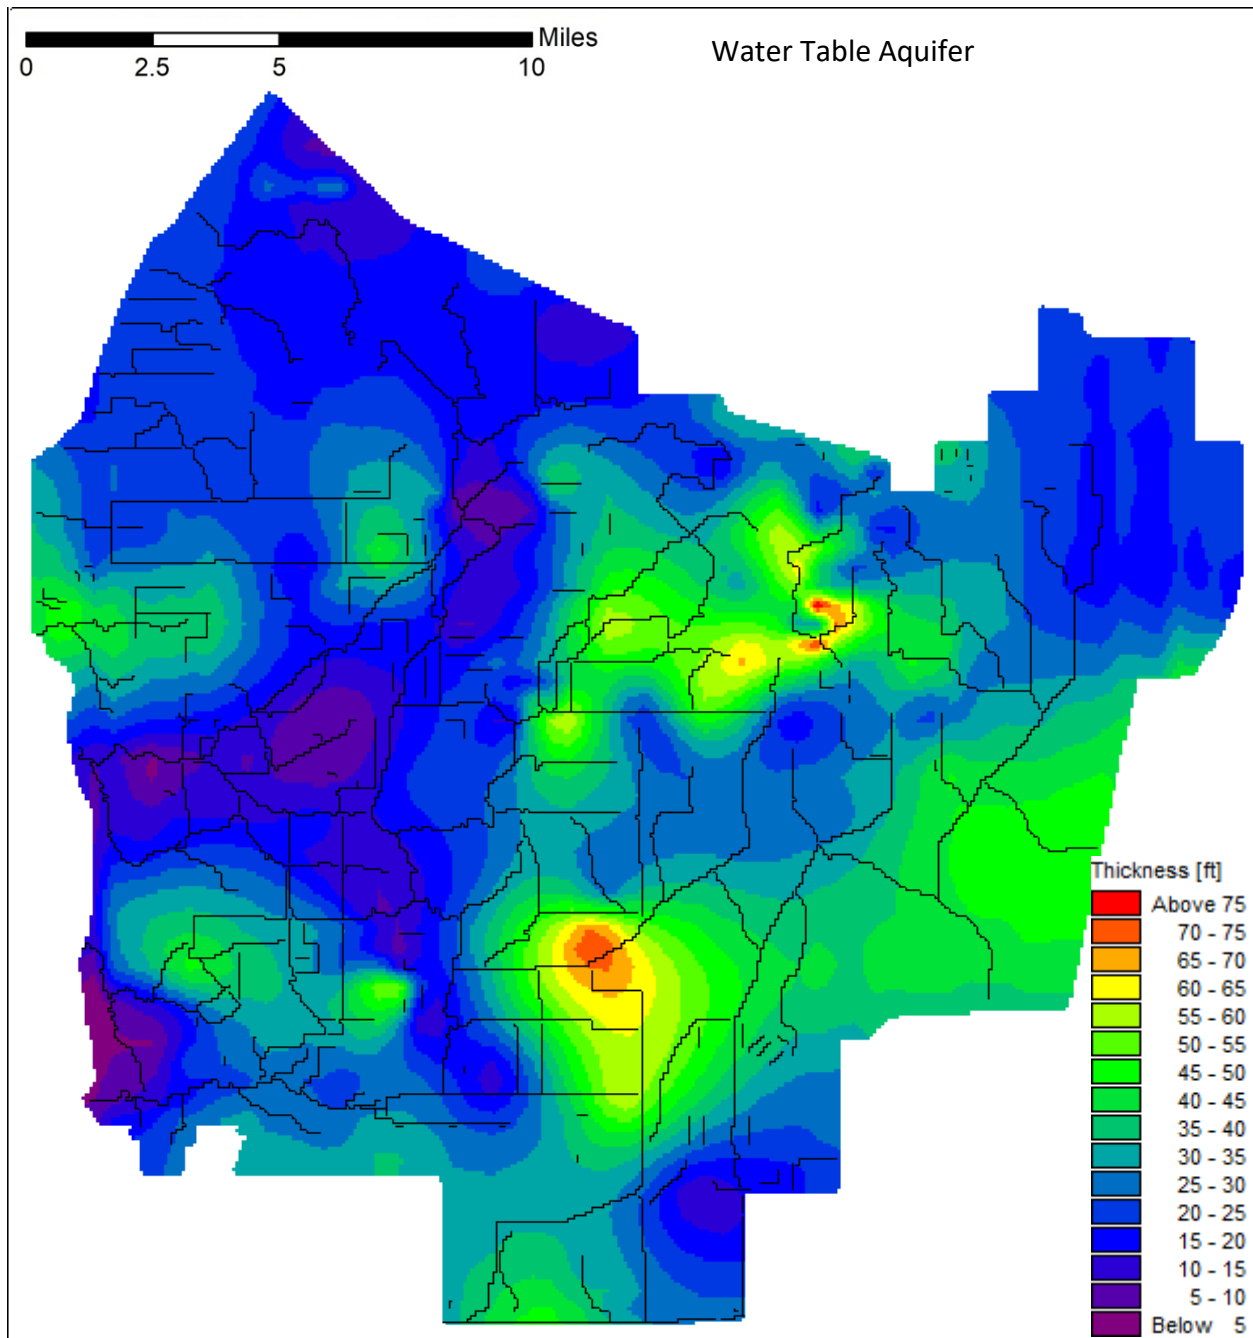 Miles
0 2.5 5 10
Water Table Aquifer
Thickness [ft]
Above 75
70 - 75
65 - 70
60 - 65
55 - 60
50 - 55
45 - 50
40 - 45
35 - 40
30 - 35
25 - 30
20 - 25
15 - 20
10 - 15
5 - 10
Below 5